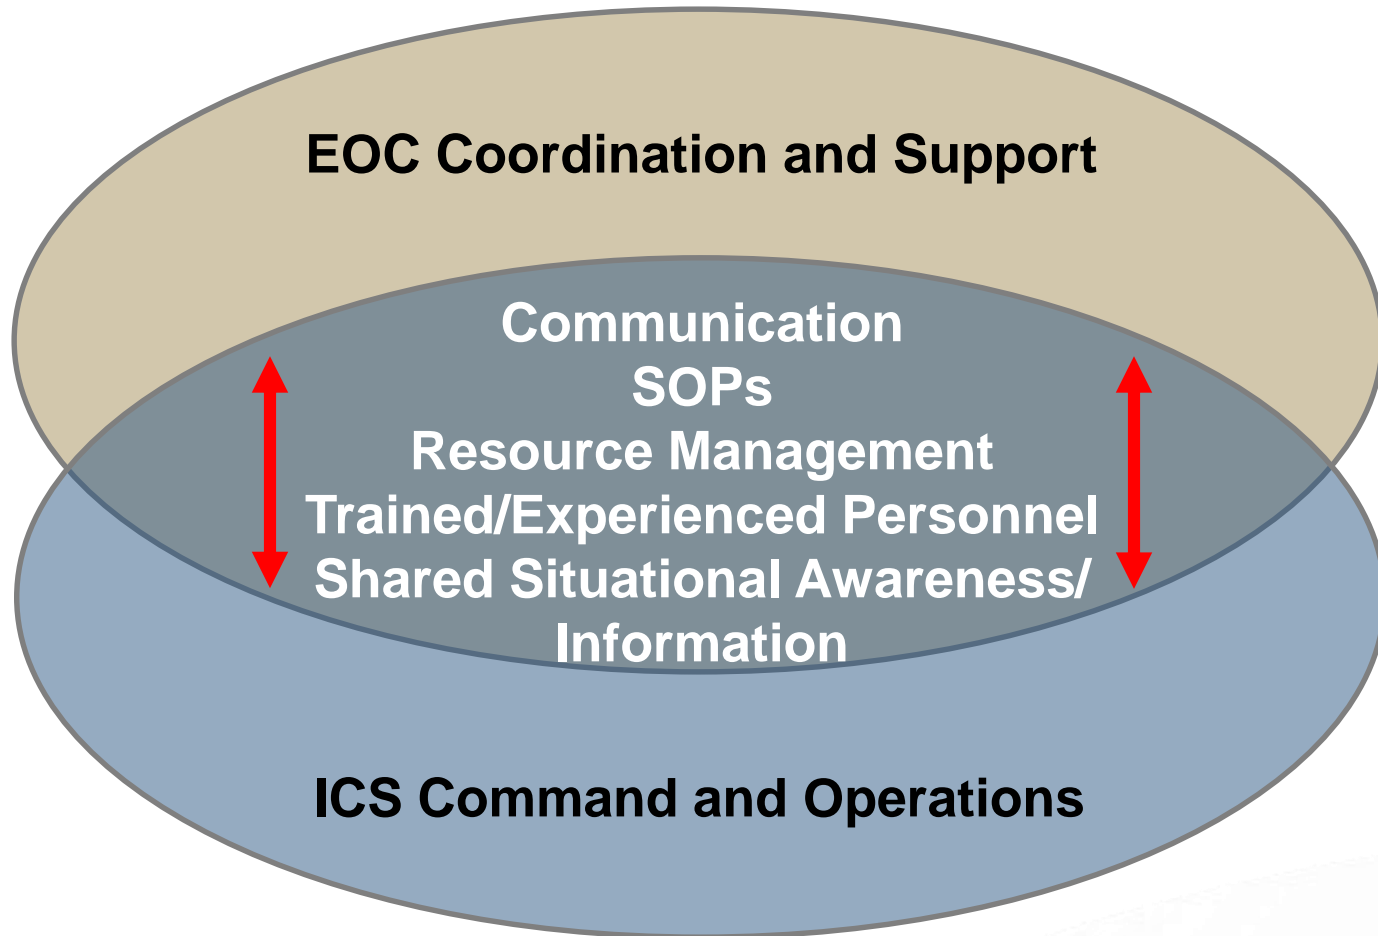 EOC Coordination and Support
Communication
SOPs
Resource Management
Trained/Experienced Personnel
Shared Situational Awareness/
Information
ICS Command and Operations